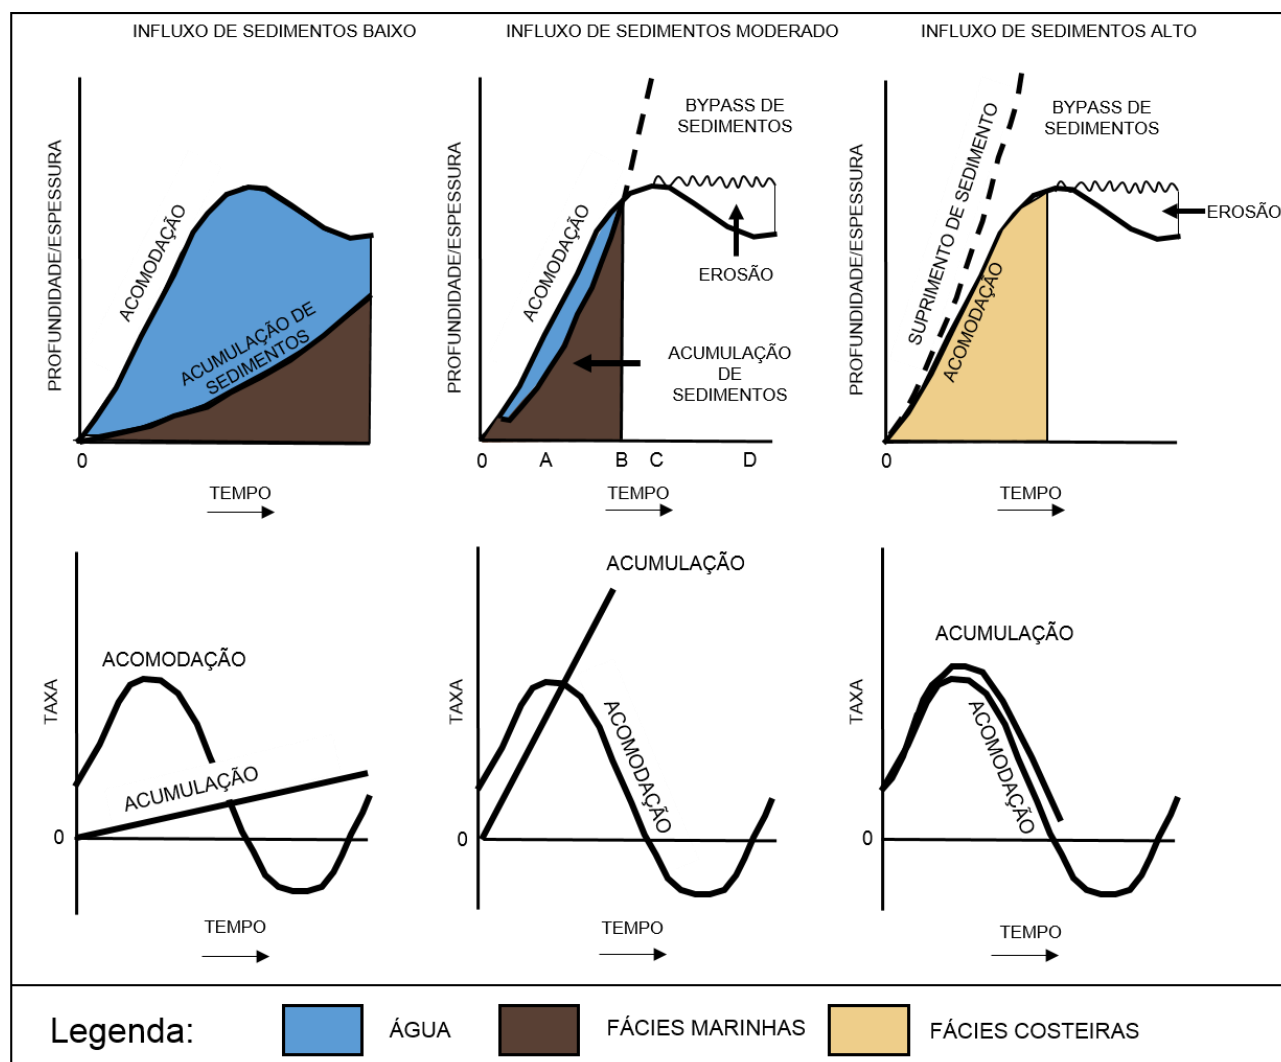 INFLUXO DE SEDIMENTOS BAIXO
INFLUXO DE SEDIMENTOS MODERADO
INFLUXO DE SEDIMENTOS ALTO
PROFUNDIDADE/ESPESSURA
ACOMODAÇÃO
ACUMULAÇÃO DE
SEDIMENTOS
0
TEMPO
PROFUNDIDADE/ESPESSURA
ACOMODAÇÃO
BYPASS DE
SEDIMENTOS
EROSÃO
ACUMULAÇÃO
DE
SEDIMENTOS
0
A
B
C
D
TEMPO
PROFUNDIDADE/ESPESSURA
SUPRIMENTO DE SEDIMENTO
ACOMODAÇÃO
BYPASS DE
SEDIMENTOS
EROSÃO
0
TEMPO
TAXA
ACOMODAÇÃO
ACUMULAÇÃO
0
TEMPO
TAXA
ACUMULAÇÃO
ACOMODAÇÃO
0
TEMPO
TAXA
ACUMULAÇÃO
ACOMODAÇÃO
0
TEMPO
Legenda:
ÁGUA
FÁCIES MARINHAS
FÁCIES COSTEIRAS